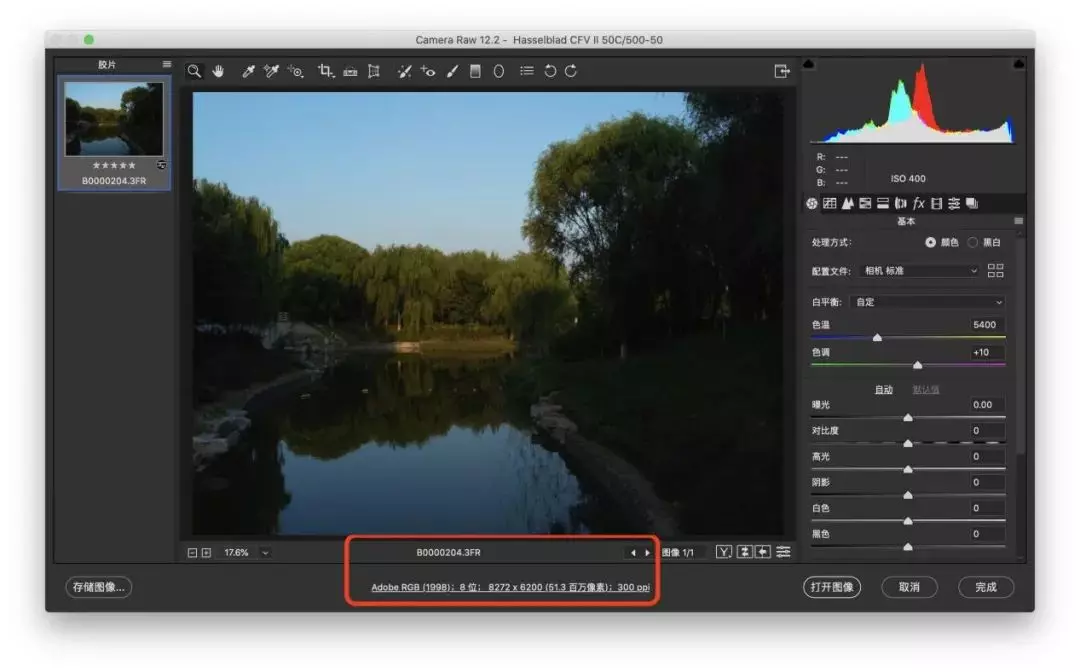 Camera Raw 12.2 - Hasselblad CFV II 50C/500-50
胶片
B0000204.3FR
R: ---
G: ---
B: ---
ISO 400
fx
基本
处理方式: 颜色 黑白
配置文件: 相机 标准
白平衡: 自定
色温 5400
色调 +10
自动 默认值
曝光 0.00
对比度 0
高光 0
阴影 0
白色 0
黑色 0
17.6% B0000204.3FR 图像 1/1 Y
存储图像... Adobe RGB (1998); 8 位; 8272 x 6200 (51.3 百万像素); 300 ppi 打开图像 取消 完成